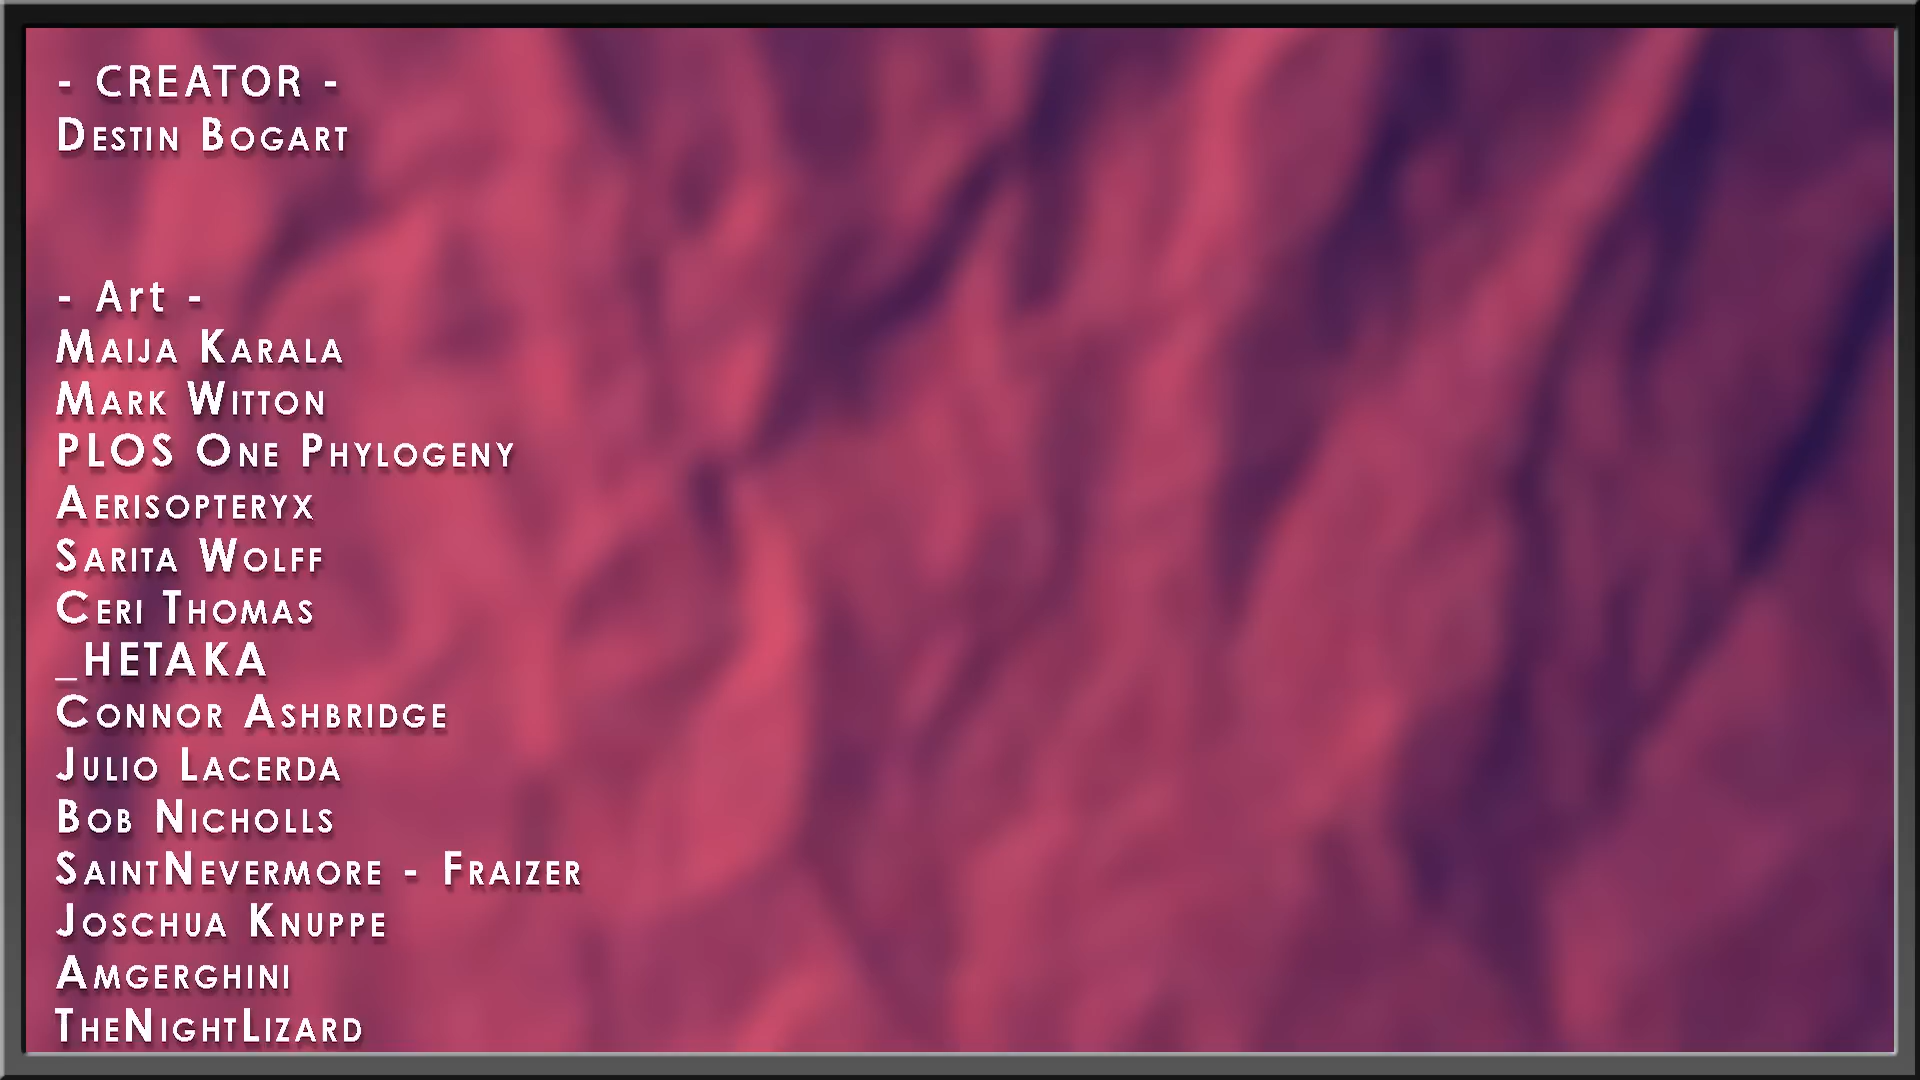 - CREATOR -
Destin Bogart
- Art -
Maija Karala
Mark Witton
PLOS One Phylogeny
Aerisopteryx
Sarita Wolff
Ceri Thomas
_HETAKA
Connor Ashbridge
Julio Lacerda
Bob Nicholls
SaintNevermore - Fraizer
Joschua Knuppe
Amgerghini
TheNightLizard